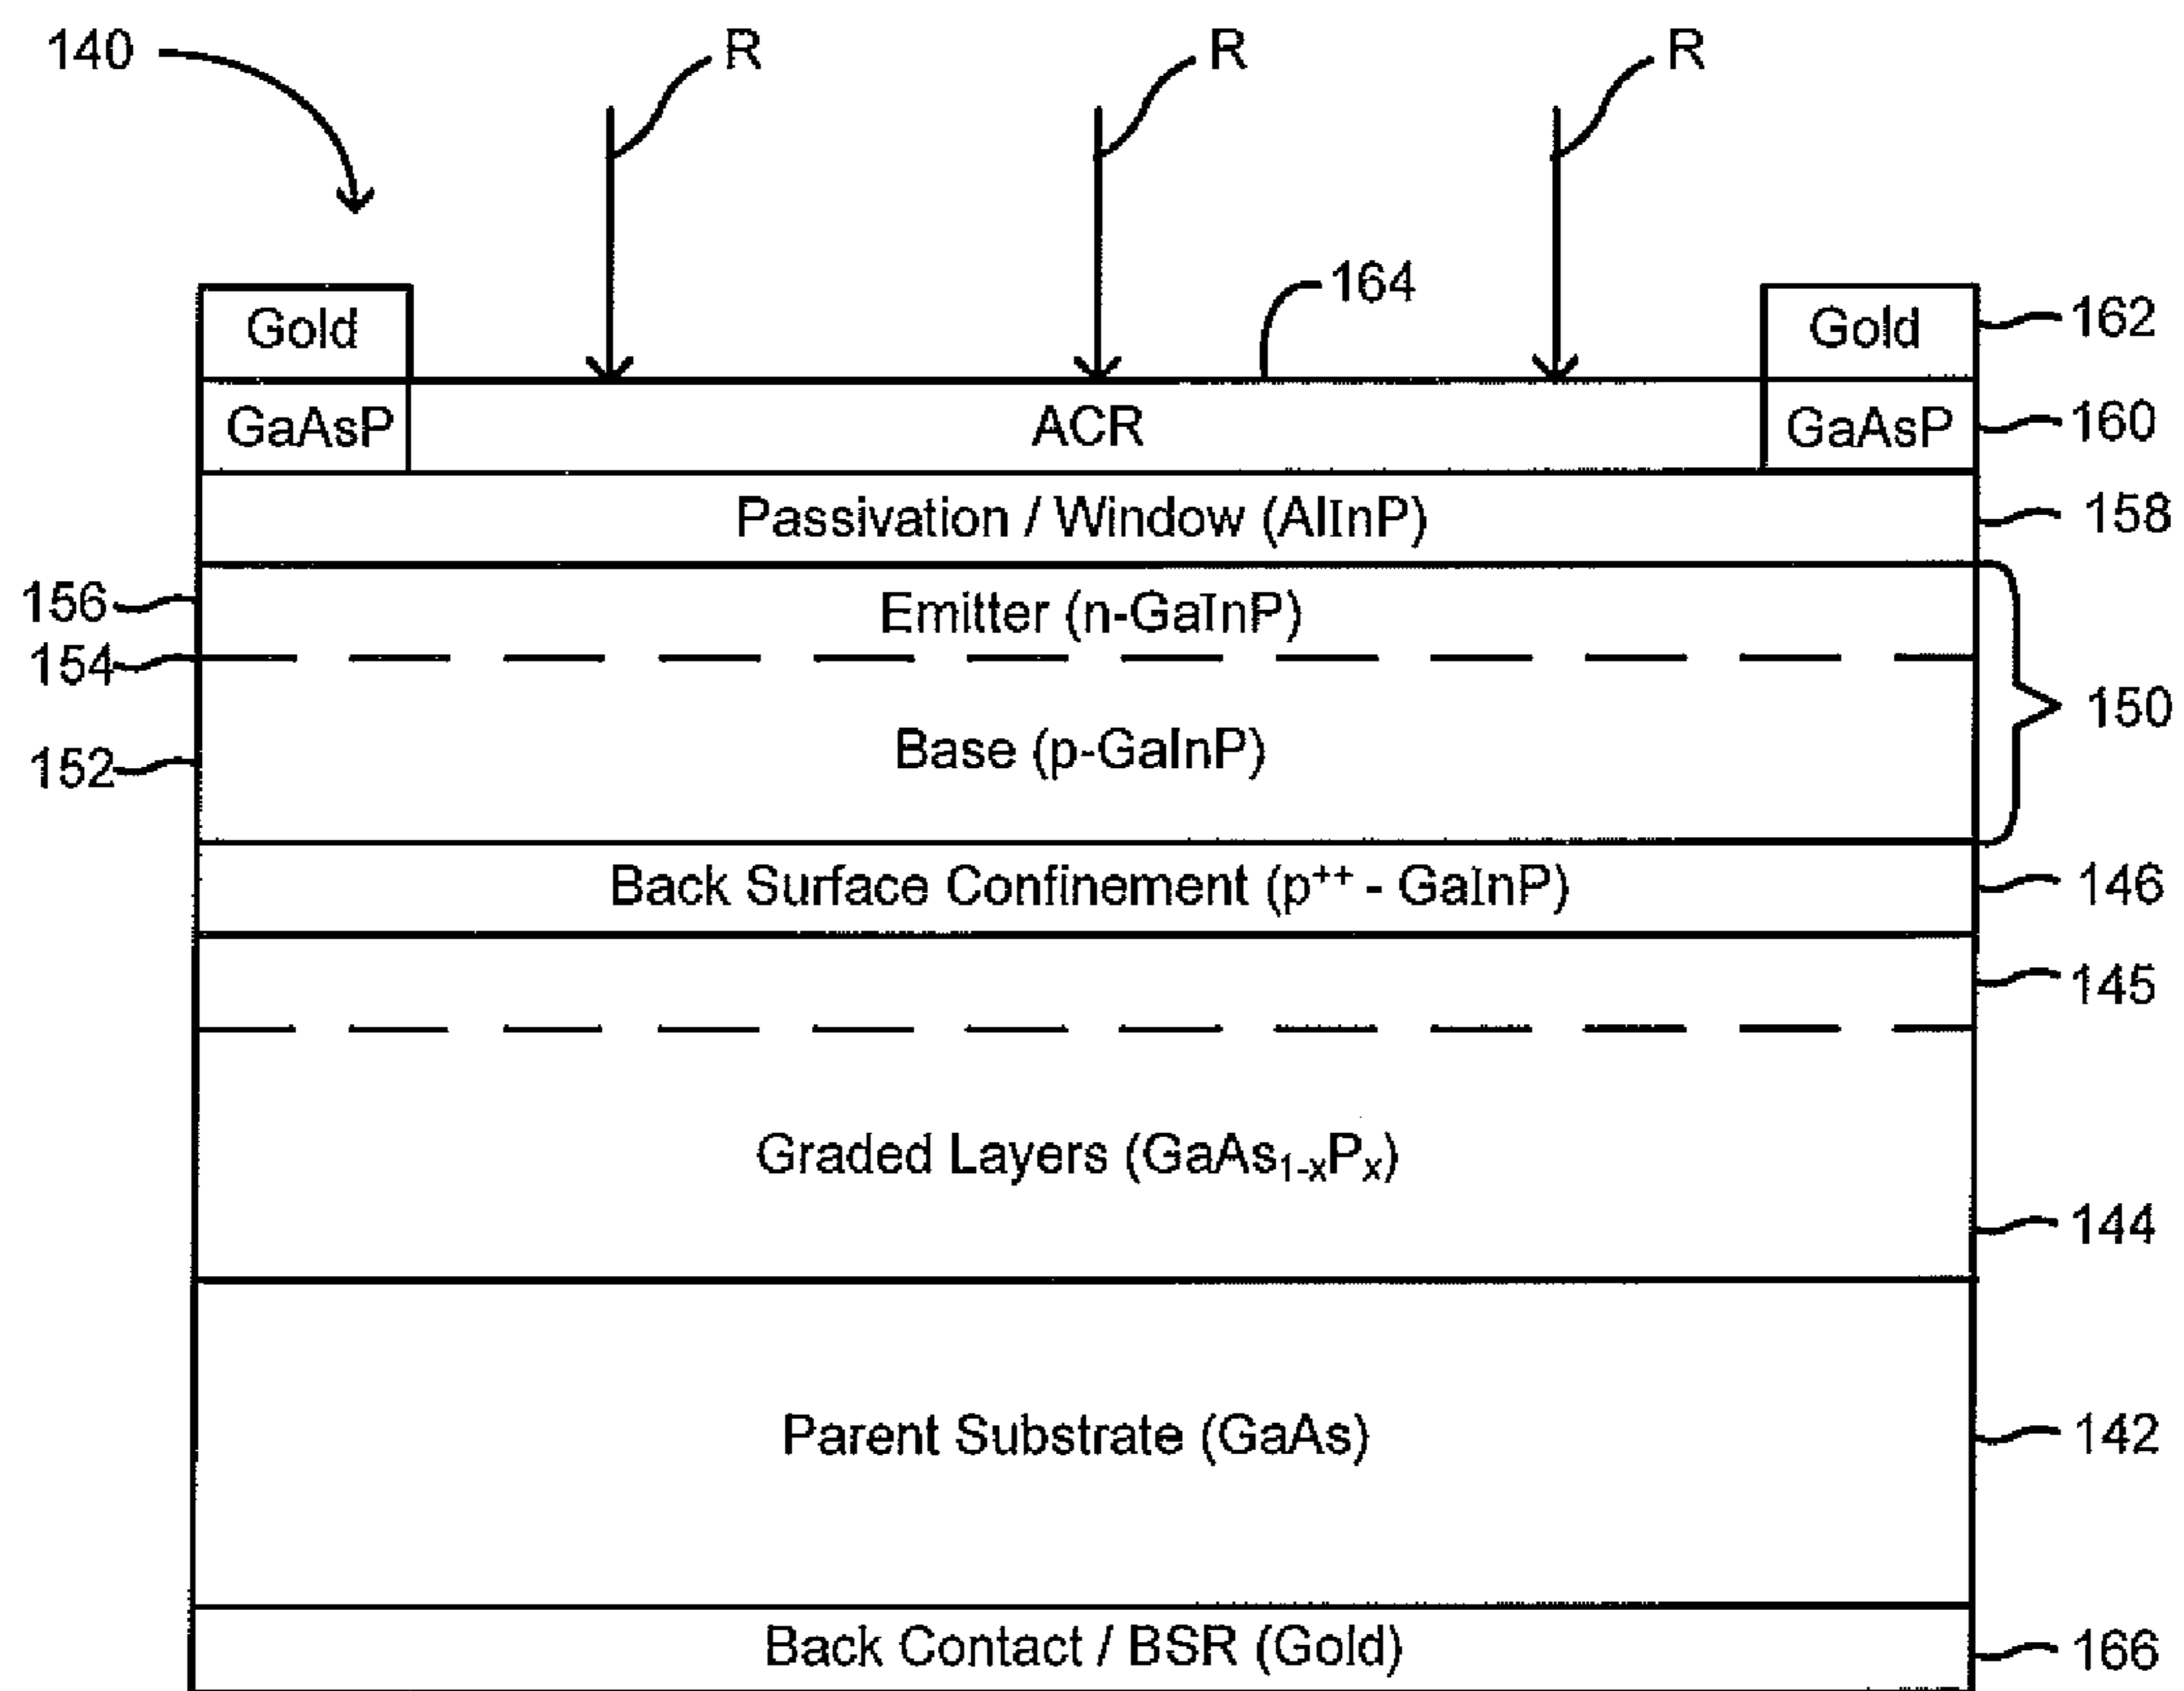 140
R
R
R
164
Gold
Gold
162
GaAsP
ACR
GaAsP
160
Passivation / Window (AlInP)
158
156
Emitter (n-GaInP)
154
150
152
Base (p-GaInP)
Back Surface Confinement (p⁺⁺ - GaInP)
146
145
Graded Layers (GaAs₁₋ₓPₓ)
144
Parent Substrate (GaAs)
142
Back Contact / BSR (Gold)
166